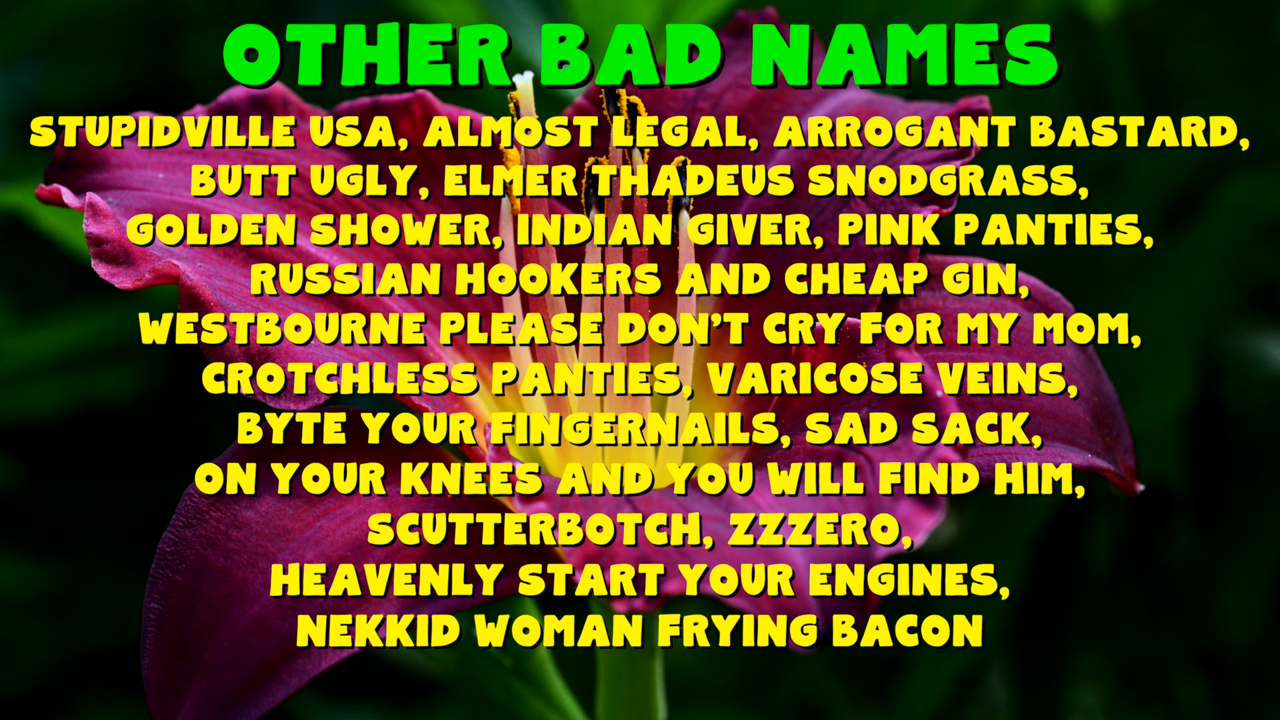 OTHER BAD NAMES
STUPIDVILLE USA, ALMOST LEGAL, ARROGANT BASTARD,
BUTT UGLY, ELMER THADEUS SNODGRASS,
GOLDEN SHOWER, INDIAN GIVER, PINK PANTIES,
RUSSIAN HOOKERS AND CHEAP GIN,
WESTBOURNE PLEASE DON'T CRY FOR MY MOM,
CROTCHLESS PANTIES, VARICOSE VEINS,
BYTE YOUR FINGERNAILS, SAD SACK,
ON YOUR KNEES AND YOU WILL FIND HIM,
SCUTTERBOTCH, ZZZERO,
HEAVENLY START YOUR ENGINES,
NEKKID WOMAN FRYING BACON